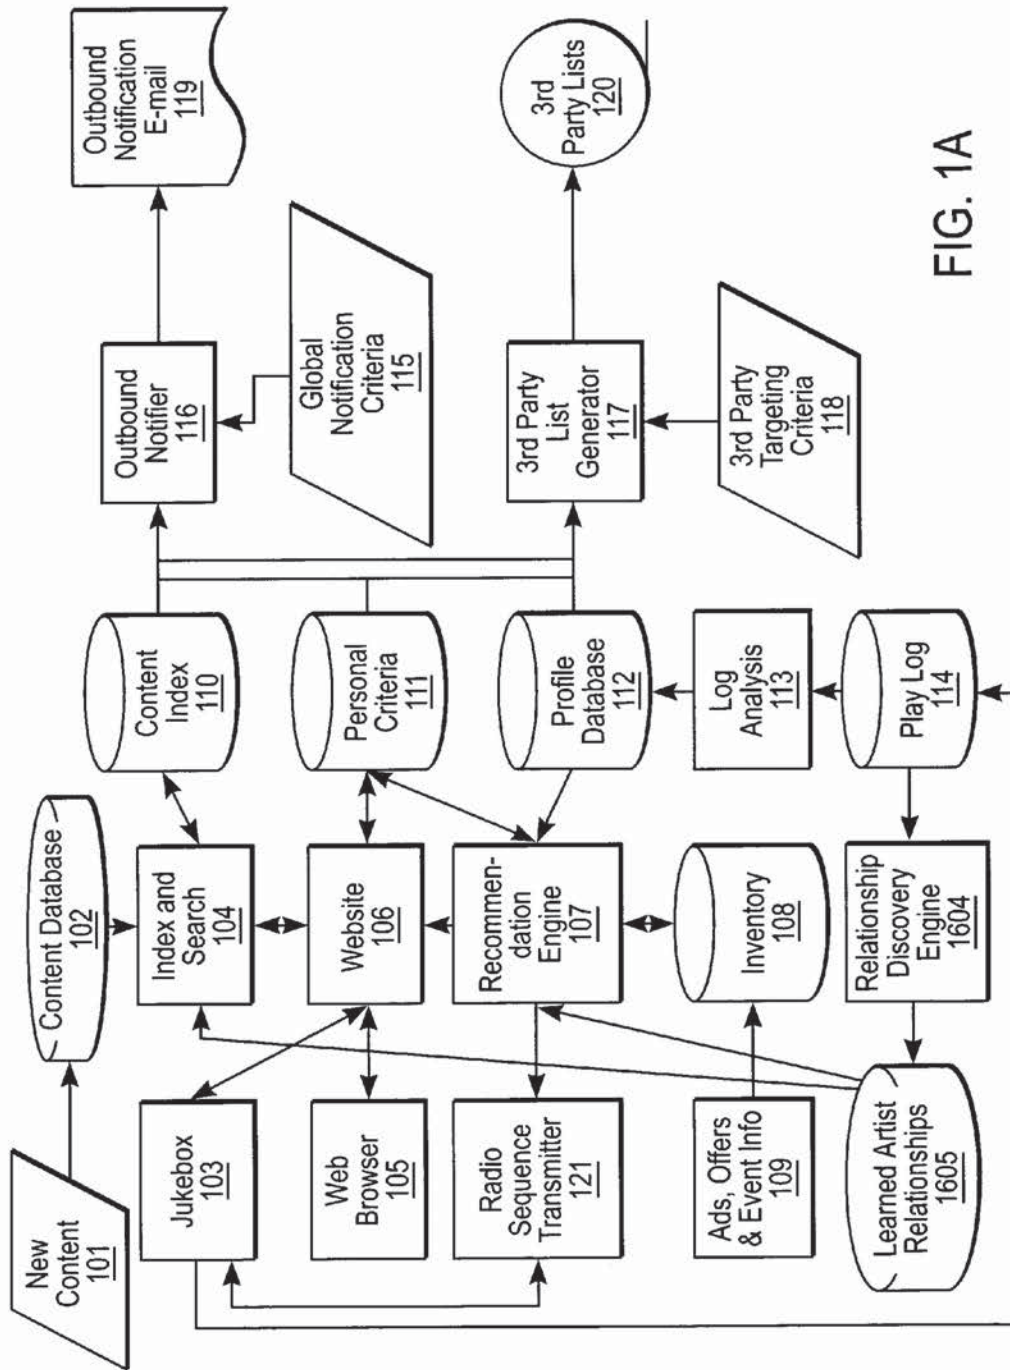 New
Content
101
Content Database
102
Jukebox
103
Index and
Search
104
Content
Index
110
Outbound
Notifier
116
Outbound
Notification
E-mail
119
Web
Browser
105
Website
106
Personal
Criteria
111
Global
Notification
Criteria
115
Radio
Sequence
Transmitter
121
Recommen-
dation
Engine
107
Profile
Database
112
3rd Party
List
Generator
117
3rd
Party Lists
120
Ads, Offers
& Event Info
109
Inventory
108
Log
Analysis
113
3rd Party
Targeting
Criteria
118
Learned Artist
Relationships
1605
Relationship
Discovery
Engine
1604
Play Log
114
FIG. 1A